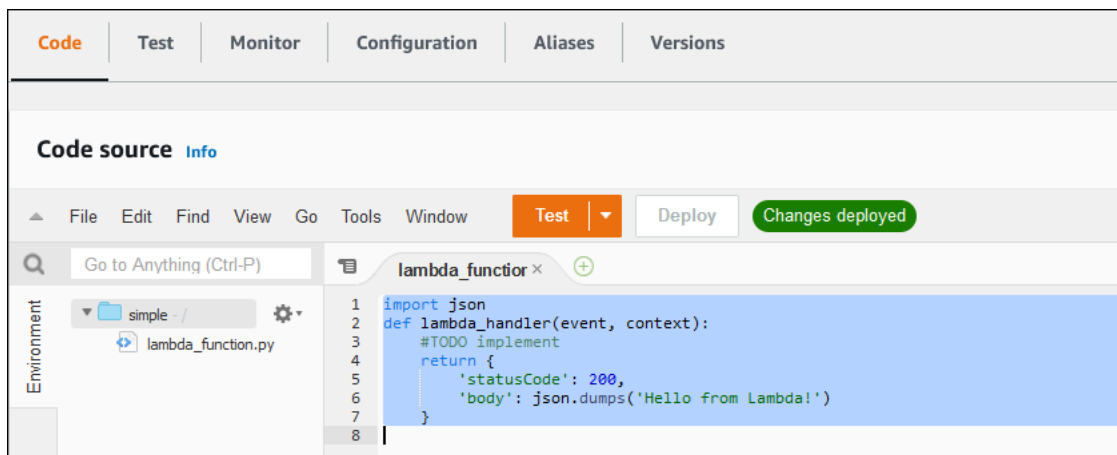 Code Test Monitor Configuration Aliases Versions
Code source Info
File Edit Find View Go Tools Window Test Deploy Changes deployed
Go to Anything (Ctrl-P) lambda_function
Environment
simple - /
lambda_function.py
1 import json
2 def lambda_handler(event, context):
3 #TODO implement
4 return {
5 'statusCode': 200,
6 'body': json.dumps('Hello from Lambda!')
7 }
8